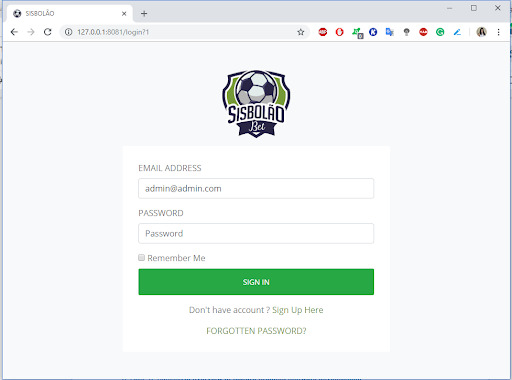 SISBOLÃO
127.0.0.1:8081/login?1
SISBOLÃO
Bet
EMAIL ADDRESS
admin@admin.com
PASSWORD
Password
Remember Me
SIGN IN
Don't have account ? Sign Up Here
FORGOTTEN PASSWORD?